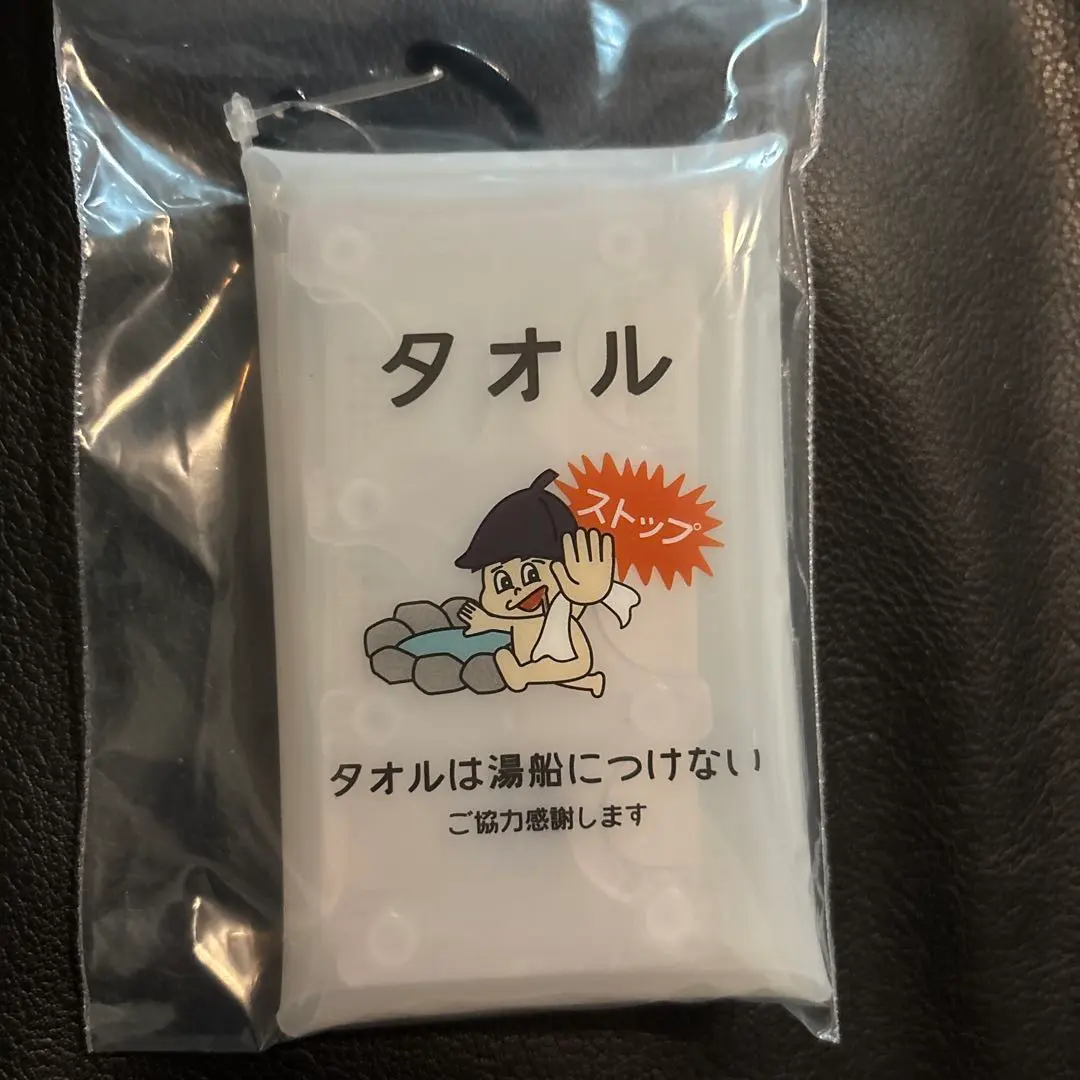 タオル
ストップ
タオルは湯船につけない
ご協力感謝します